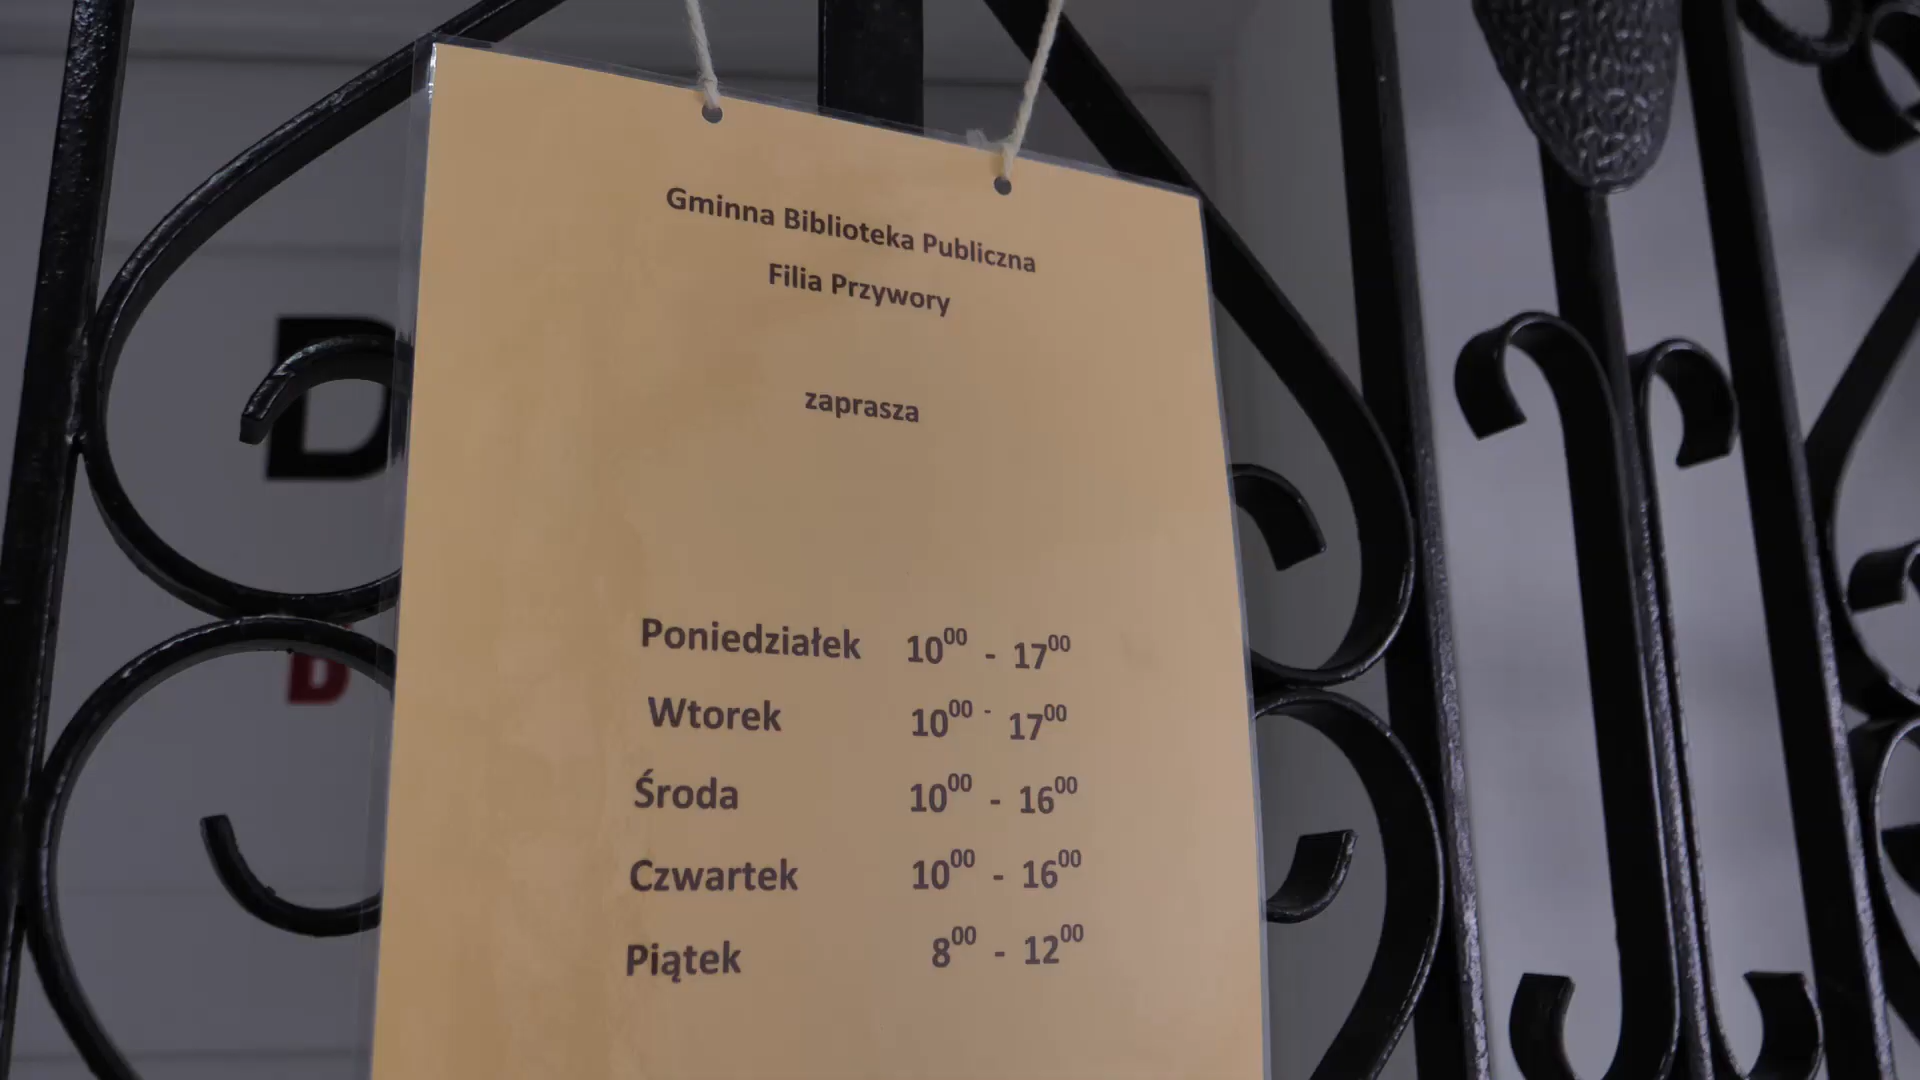 Gminna Biblioteka Publiczna
Filia Przywory
zaprasza
Poniedziałek 10⁰⁰ - 17⁰⁰
Wtorek 10⁰⁰ - 17⁰⁰
Środa 10⁰⁰ - 16⁰⁰
Czwartek 10⁰⁰ - 16⁰⁰
Piątek 8⁰⁰ - 12⁰⁰